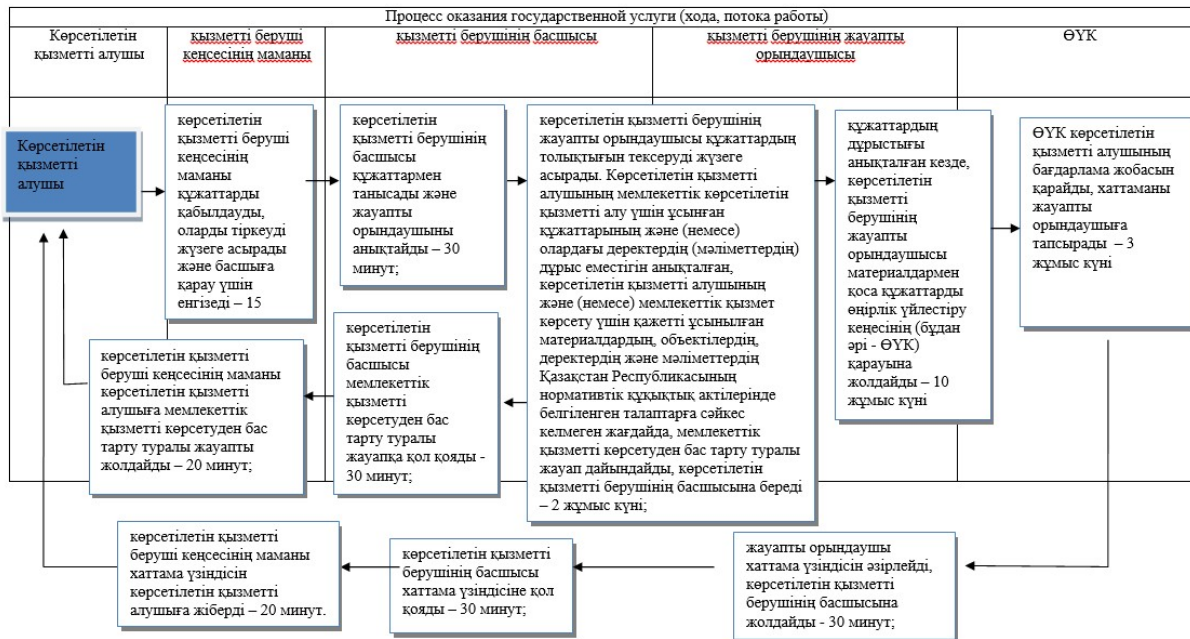 Процесс оказания государственной услуги (хода, потока работы)
Көрсетілетін
қызметті алушы
қызметті беруші
кеңсесінің маманы
қызметті берушінің басшысы
қызметті берушінің жауапты
орындаушысы
ӨҮК
Көрсетілетін
қызметті
алушы
көрсетілетін
қызметті беруші
кеңсесінің
маманы
құжаттарды
қабылдауды,
оларды тіркеуді
жүзеге асырады
және басшыға
қарау үшін
енгізеді – 15
көрсетілетін
қызметті берушінің
басшысы
құжаттармен
танысады және
жауапты
орындаушыны
анықтайды – 30
минут;
көрсетілетін қызметті берушінің
жауапты орындаушысы құжаттардың
толықтығын тексеруді жүзеге
асырады. Көрсетілетін қызметті
алушының мемлекеттік көрсетілетін
қызметті алу үшін ұсынған
құжаттарының және (немесе)
олардағы деректердің (мәліметтердің)
дұрыс еместігін анықталған,
көрсетілетін қызметті алушының
және (немесе) мемлекеттік қызмет
көрсету үшін қажетті ұсынылған
материалдардың, объектілердің,
деректердің және мәліметтердің
Қазақстан Республикасының
нормативтік құқықтық актілерінде
белгіленген талаптарға сәйкес
келмеген жағдайда, мемлекеттік
қызметті көрсетуден бас тарту туралы
жауап дайындайды, көрсетілетін
қызметті берушінің басшысына береді
– 2 жұмыс күні;
құжаттардың
дұрыстығы
анықталған кезде,
көрсетілетін
қызметті
берушінің
жауапты
орындаушысы
материалдармен
қоса құжаттарды
өңірлік үйлестіру
кеңесінің (бұдан
әрі - ӨҮК)
қарауына
жолдайды – 10
жұмыс күні
ӨҮК көрсетілетін
қызметті алушының
бағдарлама жобасын
қарайды, хаттаманы
жауапты
орындаушыға
тапсырады – 3
жұмыс күні
көрсетілетін қызметті
беруші кеңсесінің маманы
көрсетілетін қызметті
алушыға мемлекеттік
қызметті көрсетуден бас
тарту туралы жауапты
жолдайды – 20 минут;
көрсетілетін
қызметті берушінің
басшысы
мемлекеттік
қызметті
көрсетуден бас
тарту туралы
жауапқа қол қояды -
30 минут;
көрсетілетін қызметті
беруші кеңсесінің маманы
хаттама үзіндісін
көрсетілетін қызметті
алушыға жіберді – 20 минут.
көрсетілетін қызметті
берушінің басшысы
хаттама үзіндісіне қол
қояды – 30 минут;
жауапты орындаушы
хаттама үзіндісін әзірлейді,
көрсетілетін қызметті
берушінің басшысына
жолдайды - 30 минут;